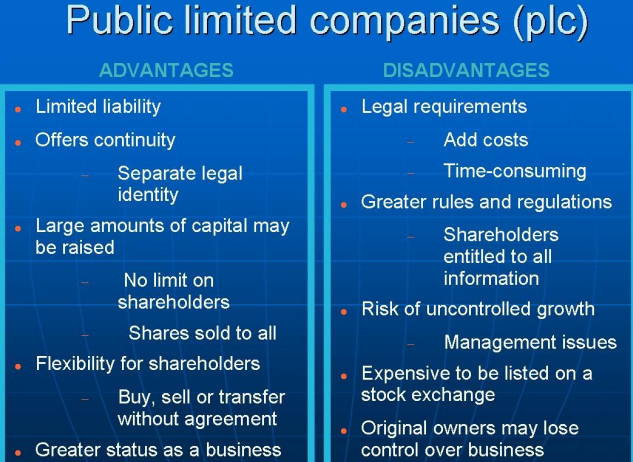 Public limited companies (plc)
ADVANTAGES
Limited liability
Offers continuity
Separate legal
identity
Large amounts of capital may
be raised
No limit on
shareholders
Shares sold to all
Flexibility for shareholders
Buy, sell or transfer
without agreement
Greater status as a business
DISADVANTAGES
Legal requirements
Add costs
Time-consuming
Greater rules and regulations
Shareholders
entitled to all
information
Risk of uncontrolled growth
Management issues
Expensive to be listed on a
stock exchange
Original owners may lose
control over business